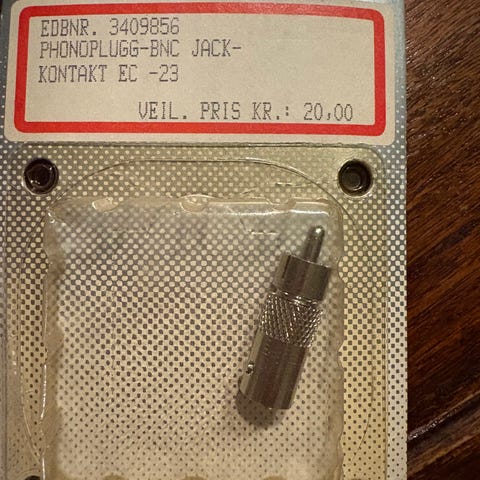 EDBNR. 3409856
PHONOPLUGG-BNC JACK-
KONTAKT EC -23
VEIL. PRIS KR.: 20,00